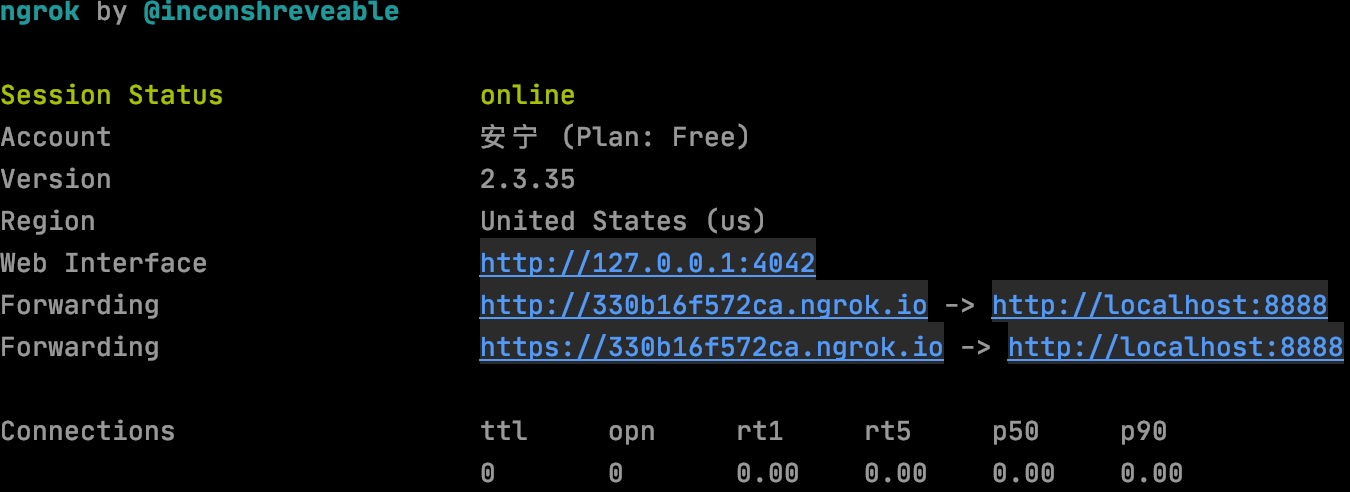 ngrok by @inconshreveable
Session Status online
Account 安宁 (Plan: Free)
Version 2.3.35
Region United States (us)
Web Interface http://127.0.0.1:4042
Forwarding http://330b16f572ca.ngrok.io -> http://localhost:8888
Forwarding https://330b16f572ca.ngrok.io -> http://localhost:8888
Connections ttl opn rt1 rt5 p50 p90
0 0 0.00 0.00 0.00 0.00